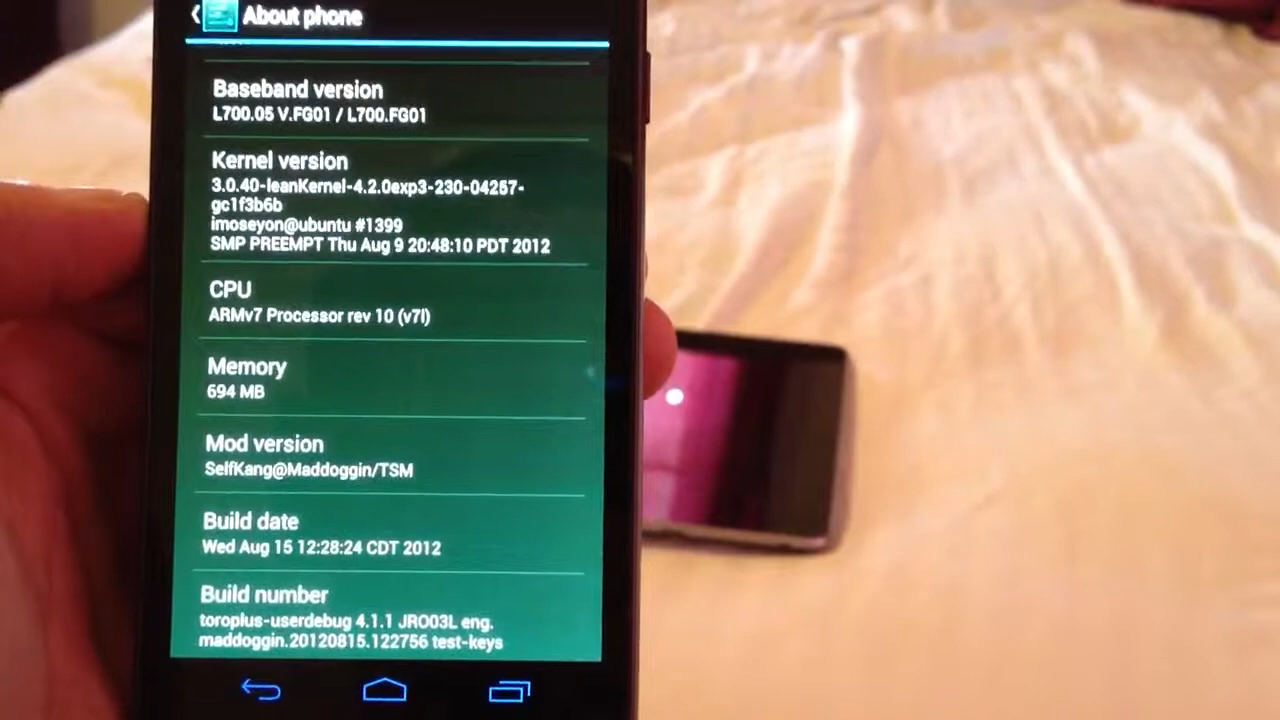 About phone
Baseband version
L700.05 V.FG01 / L700.FG01
Kernel version
3.0.40-leanKernel-4.2.0exp3-230-04257-
gc1f3b6b
imoseyon@ubuntu #1399
SMP PREEMPT Thu Aug 9 20:48:10 PDT 2012
CPU
ARMv7 Processor rev 10 (v7l)
Memory
694 MB
Mod version
SelfKang@Maddoggin/TSM
Build date
Wed Aug 15 12:28:24 CDT 2012
Build number
toroplus-userdebug 4.1.1 JRO03L eng.
maddoggin.20120815.122756 test-keys